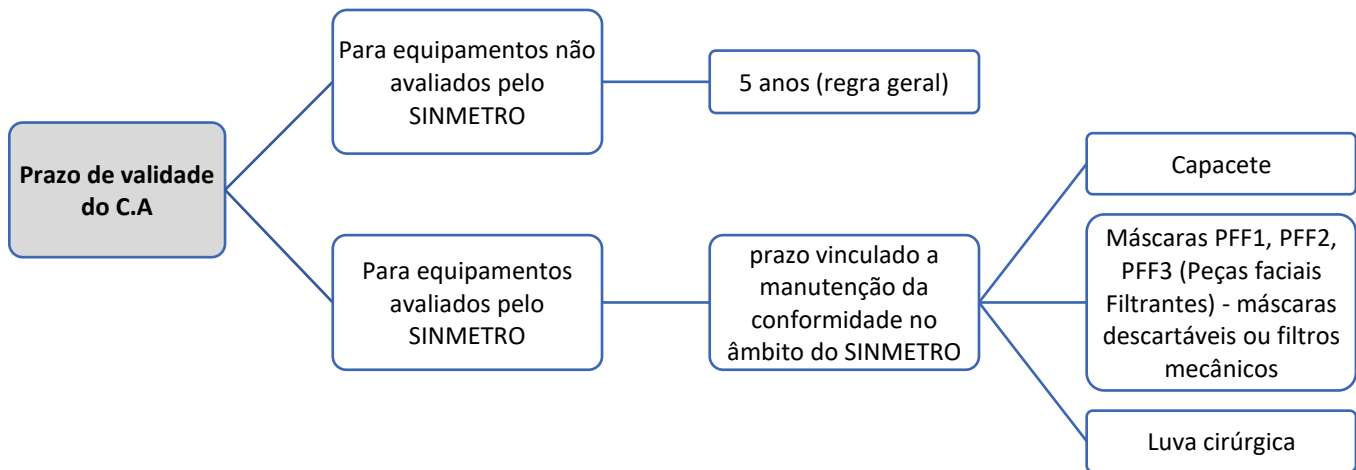 Prazo de validade
do C.A
Para equipamentos não
avaliados pelo
SINMETRO
5 anos (regra geral)
Para equipamentos
avaliados pelo
SINMETRO
prazo vinculado a
manutenção da
conformidade no
âmbito do SINMETRO
Capacete
Máscaras PFF1, PFF2,
PFF3 (Peças faciais
Filtrantes) - máscaras
descartáveis ou filtros
mecânicos
Luva cirúrgica